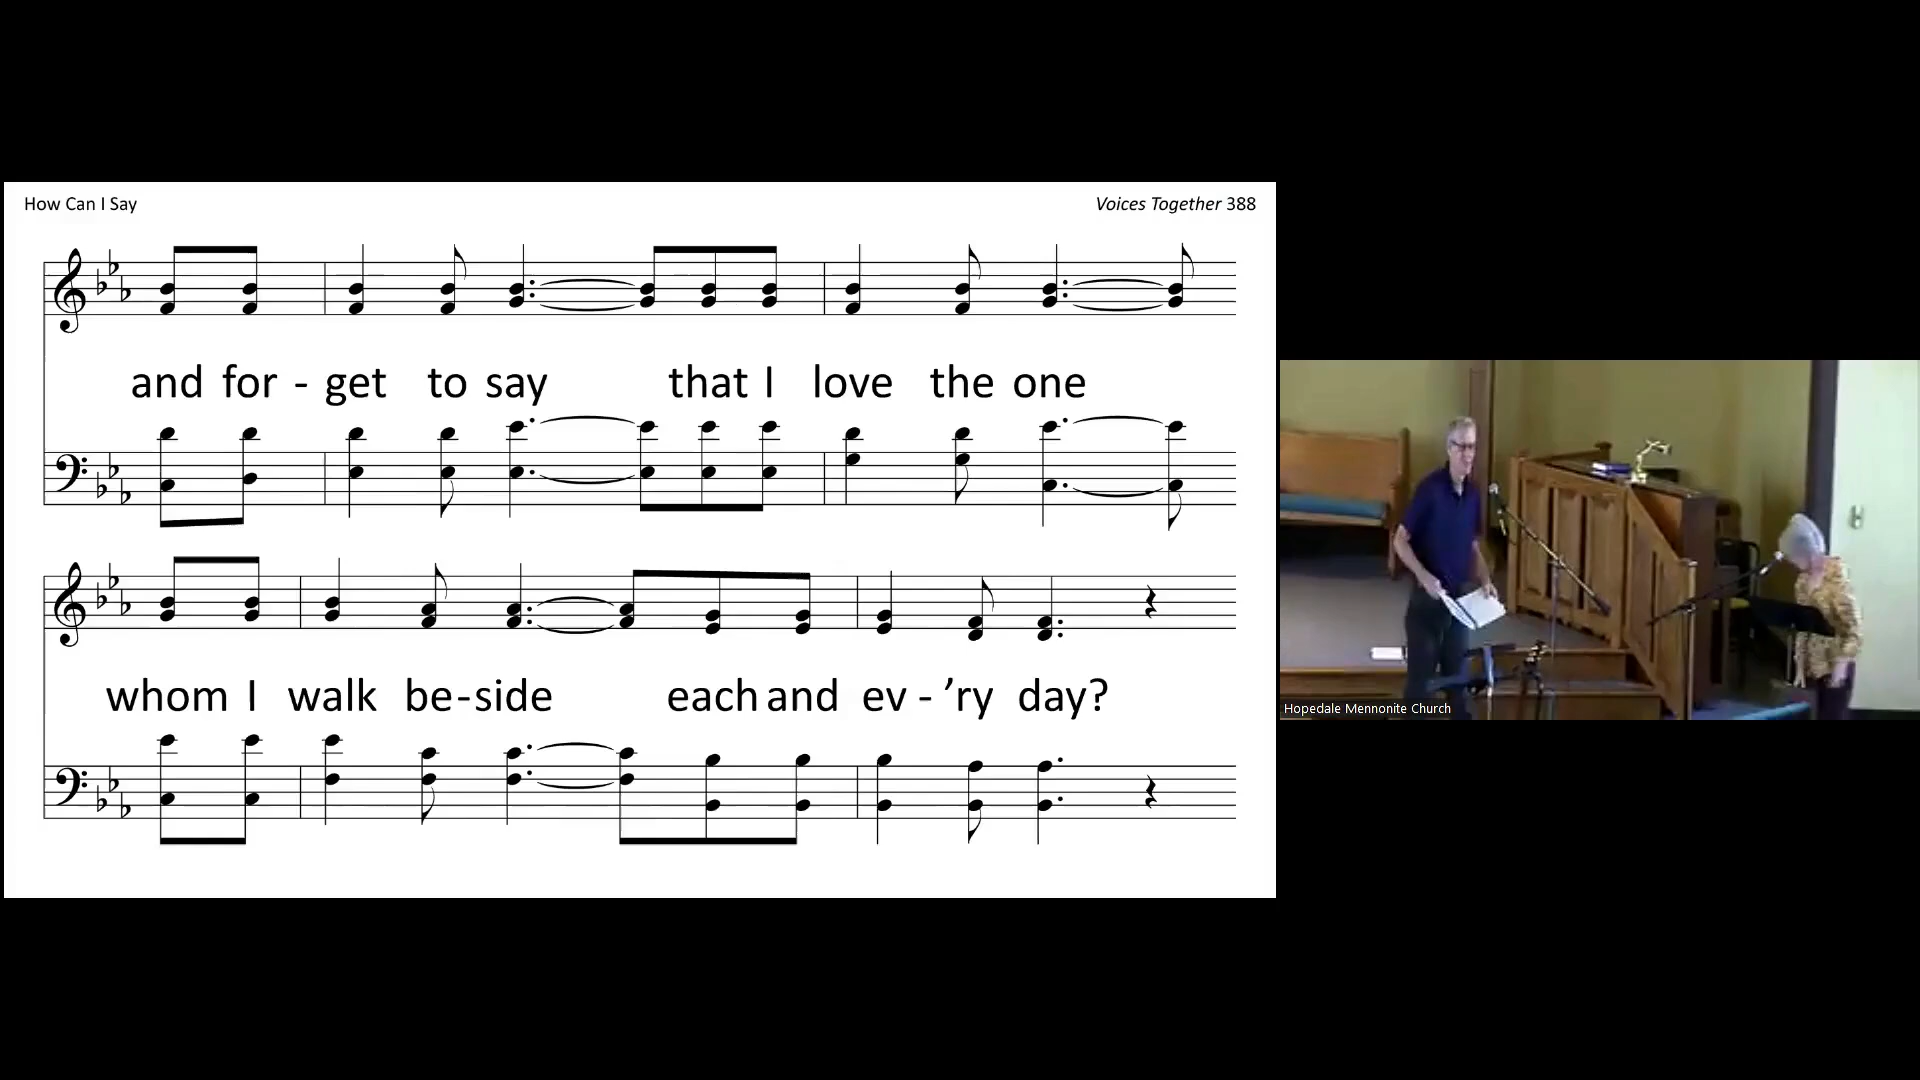 How Can I Say
Voices Together 388
and for - get to say that I love the one
whom I walk be-side each and ev - ’ry day?
Hopedale Mennonite Church